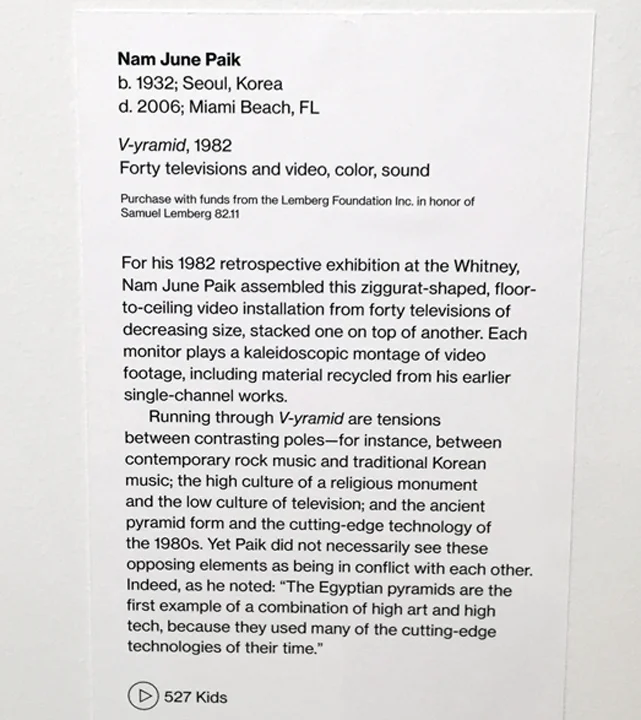 Nam June Paik
b. 1932; Seoul, Korea
d. 2006; Miami Beach, FL
V-yramid, 1982
Forty televisions and video, color, sound
Purchase with funds from the Lemberg Foundation Inc. in honor of
Samuel Lemberg 82.11
For his 1982 retrospective exhibition at the Whitney,
Nam June Paik assembled this ziggurat-shaped, floor-
to-ceiling video installation from forty televisions of
decreasing size, stacked one on top of another. Each
monitor plays a kaleidoscopic montage of video
footage, including material recycled from his earlier
single-channel works.
Running through V-yramid are tensions
between contrasting poles—for instance, between
contemporary rock music and traditional Korean
music; the high culture of a religious monument
and the low culture of television; and the ancient
pyramid form and the cutting-edge technology of
the 1980s. Yet Paik did not necessarily see these
opposing elements as being in conflict with each other.
Indeed, as he noted: “The Egyptian pyramids are the
first example of a combination of high art and high
tech, because they used many of the cutting-edge
technologies of their time.”
527 Kids